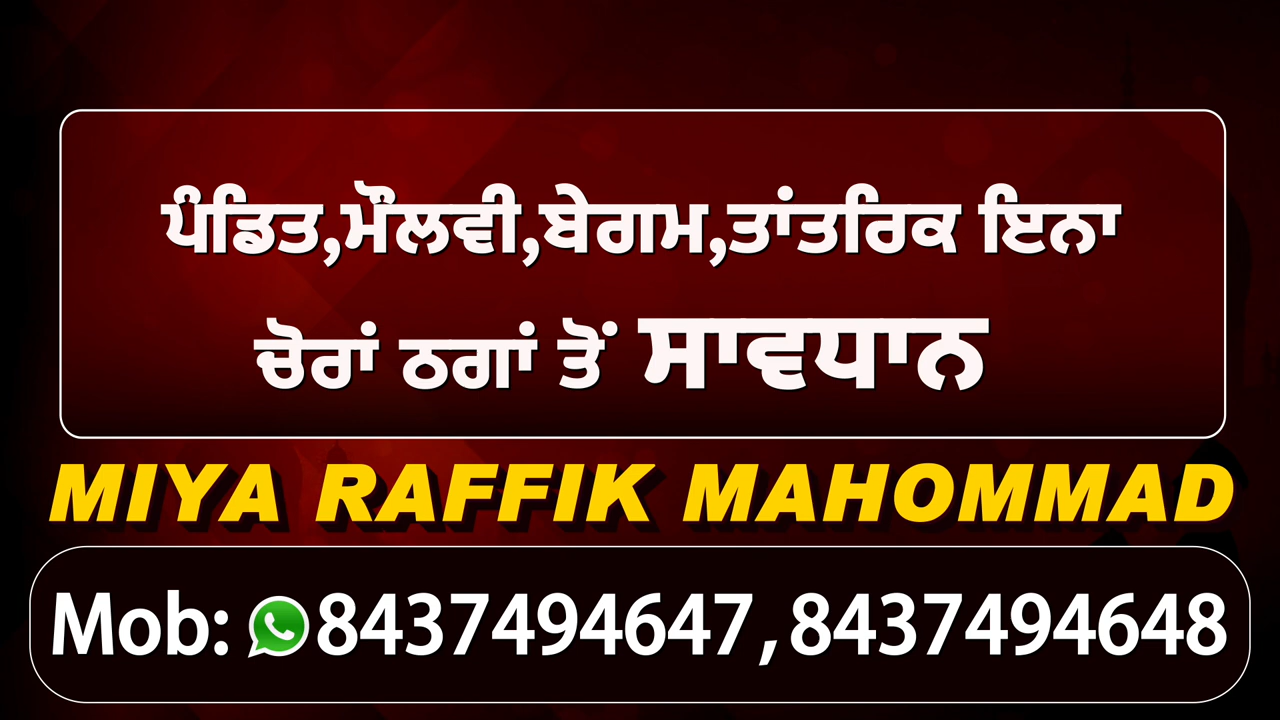 ਪੰਡਿਤ,ਮੌਲਵੀ,ਬੇਗਮ,ਤਾਂਤਰਿਕ ਇਨਾ
ਚੋਰਾਂ ਠਗਾਂ ਤੋਂ ਸਾਵਧਾਨ
MIYA RAFFIK MAHOMMAD
Mob: 8437494647, 8437494648